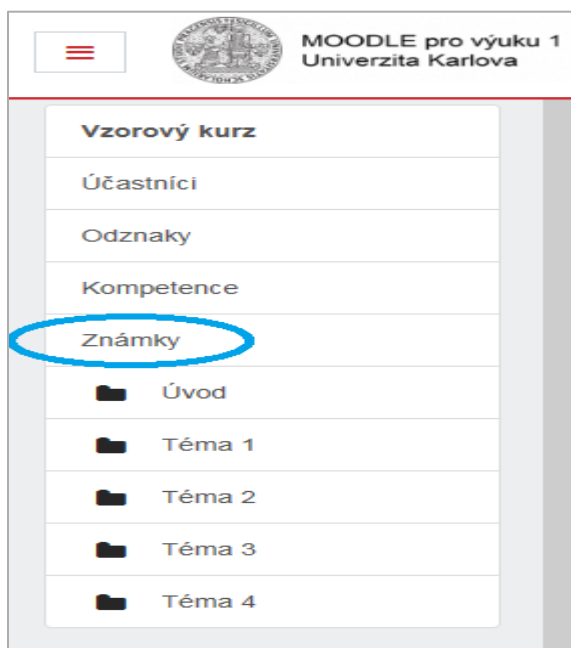 MOODLE pro výuku 1
Univerzita Karlova
Vzorový kurz
Účastníci
Odznaky
Kompetence
Známky
Úvod
Téma 1
Téma 2
Téma 3
Téma 4